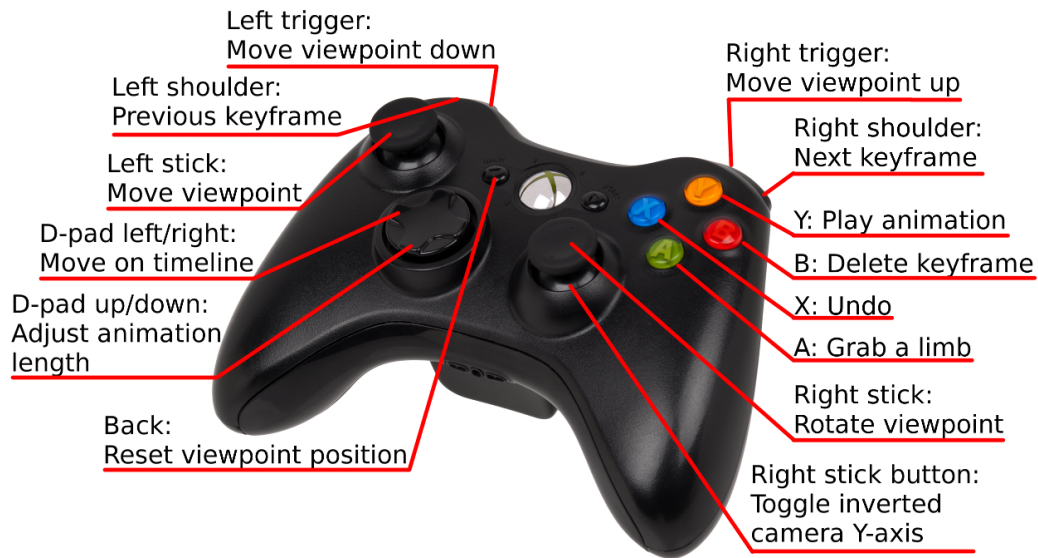 Left trigger:
Move viewpoint down
Left shoulder:
Previous keyframe
Left stick:
Move viewpoint
D-pad left/right:
Move on timeline
D-pad up/down:
Adjust animation
length
Back:
Reset viewpoint position
Right trigger:
Move viewpoint up
Right shoulder:
Next keyframe
Y: Play animation
B: Delete keyframe
X: Undo
A: Grab a limb
Right stick:
Rotate viewpoint
Right stick button:
Toggle inverted
camera Y-axis
Y
X
B
A